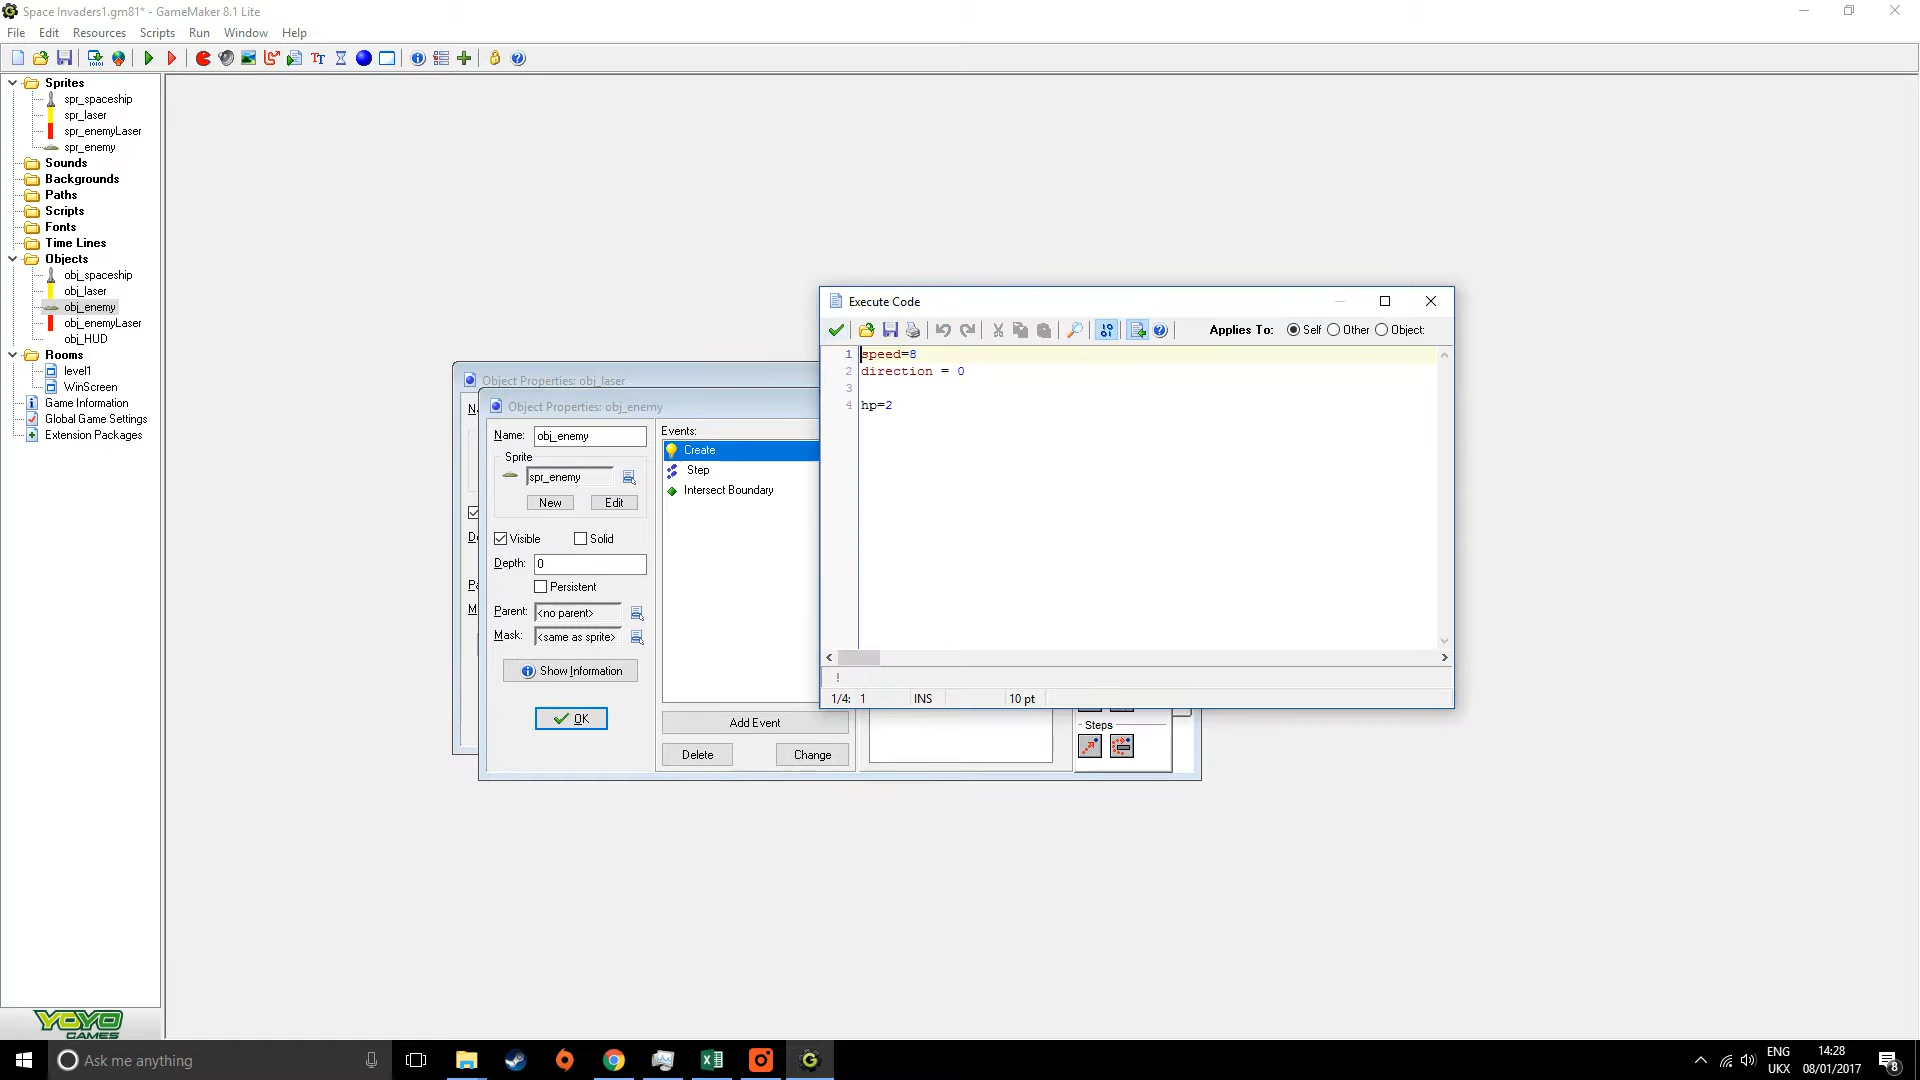 Space Invaders1.gm81* - GameMaker 8.1 Lite
File Edit Resources Scripts Run Window Help
Sprites
spr_spaceship
spr_laser
spr_enemyLaser
spr_enemy
Sounds
Backgrounds
Paths
Scripts
Fonts
Time Lines
Objects
obj_spaceship
obj_laser
obj_enemy
obj_enemyLaser
obj_HUD
Rooms
level1
WinScreen
Game Information
Global Game Settings
Extension Packages
YOYO
GAMES
Object Properties: obj_laser
Object Properties: obj_enemy
Name: obj_enemy
Sprite
spr_enemy
New Edit
Visible Solid
Depth: 0
Persistent
Parent: <no parent>
Mask: <same as sprite>
Show Information
OK
Events:
Create
Step
Intersect Boundary
Add Event
Delete Change
Steps
Execute Code
Applies To: Self Other Object:
1 speed=8
2 direction = 0
3
4 hp=2
!
1/4: 1 INS 10 pt
Ask me anything
ENG
UKX
14:28
08/01/2017
8